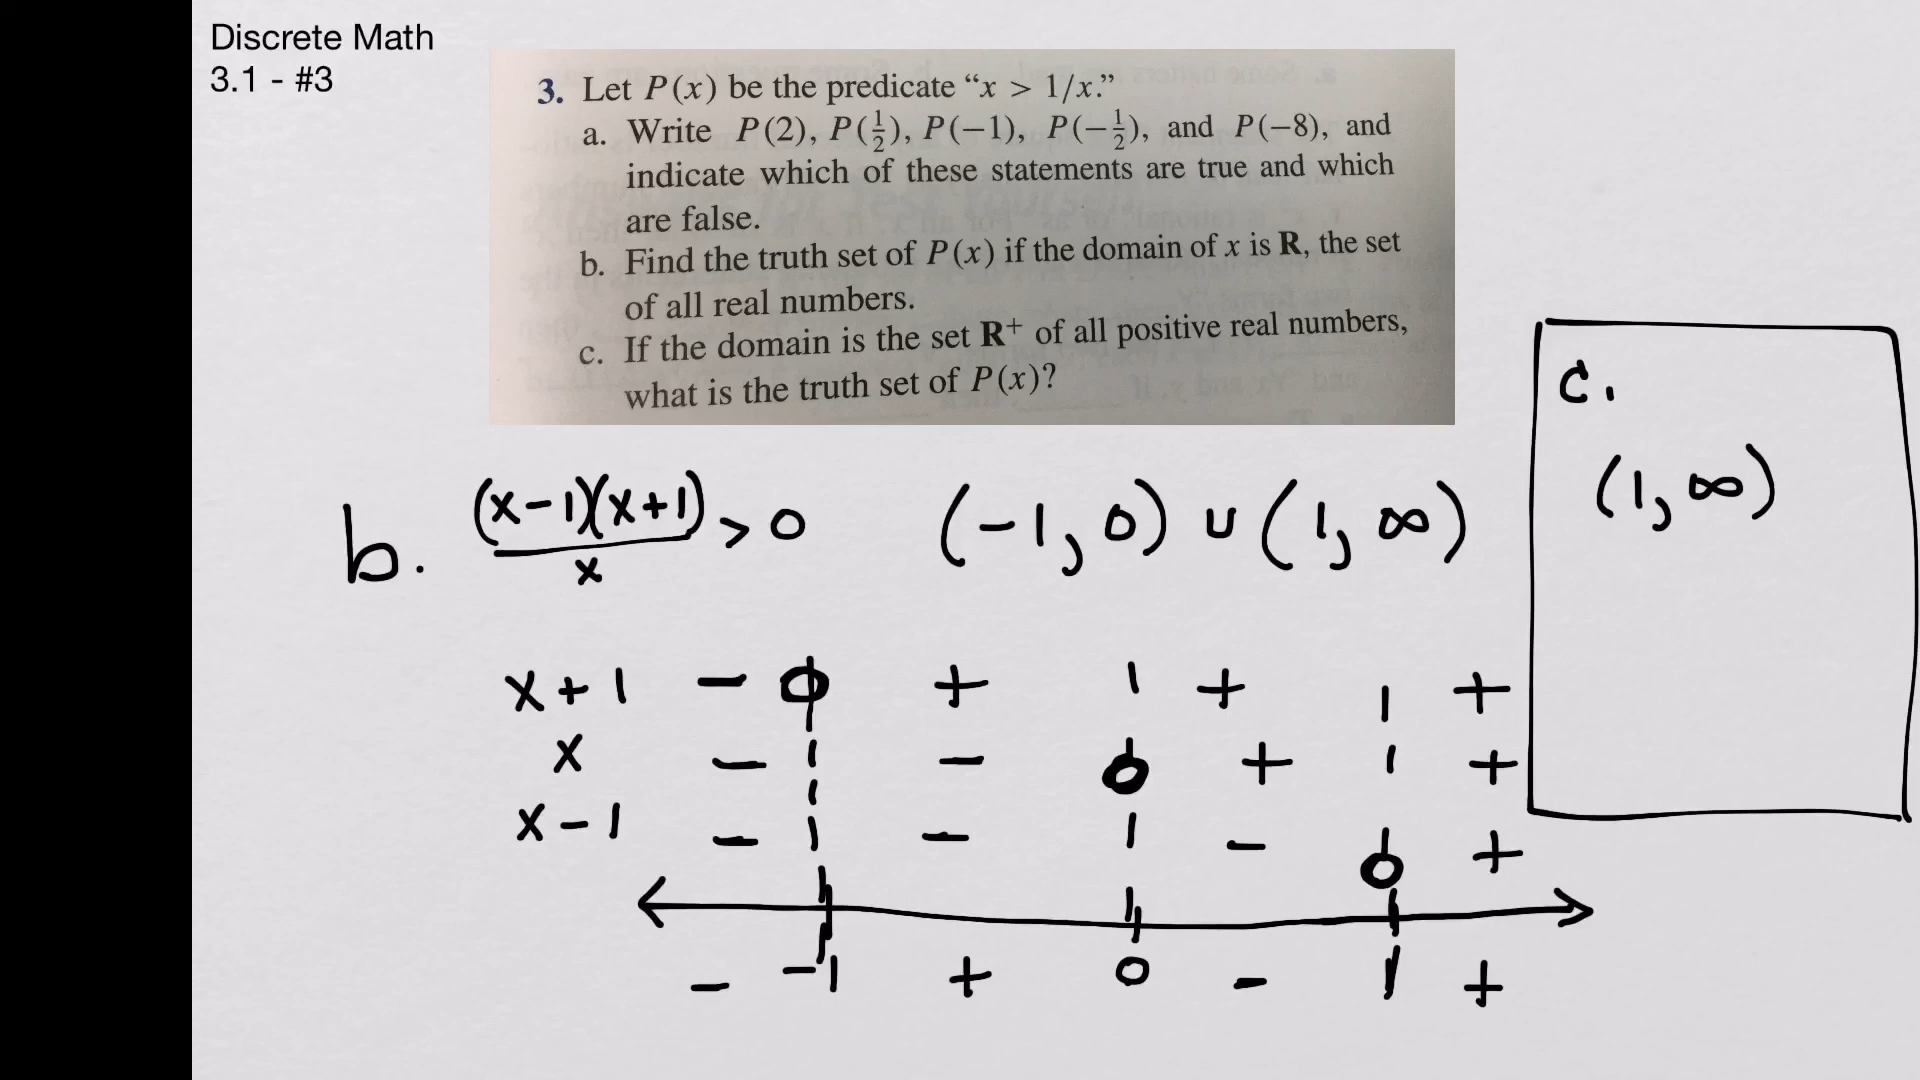 Discrete Math
3.1 - #3
3. Let P(x) be the predicate “x > 1/x.”
a. Write P(2), P(1/2), P(−1), P(−1/2), and P(−8), and
indicate which of these statements are true and which
are false.
b. Find the truth set of P(x) if the domain of x is R, the set
of all real numbers.
c. If the domain is the set R⁺ of all positive real numbers,
what is the truth set of P(x)?
b. (x-1)(x+1)/x > 0 (-1, 0) ∪ (1, ∞)
x + 1 - 0 + | + | +
x - | - 0 + | +
x - 1 - | - | - 0 +
- -1 + 0 - 1 +
c.
(1, ∞)